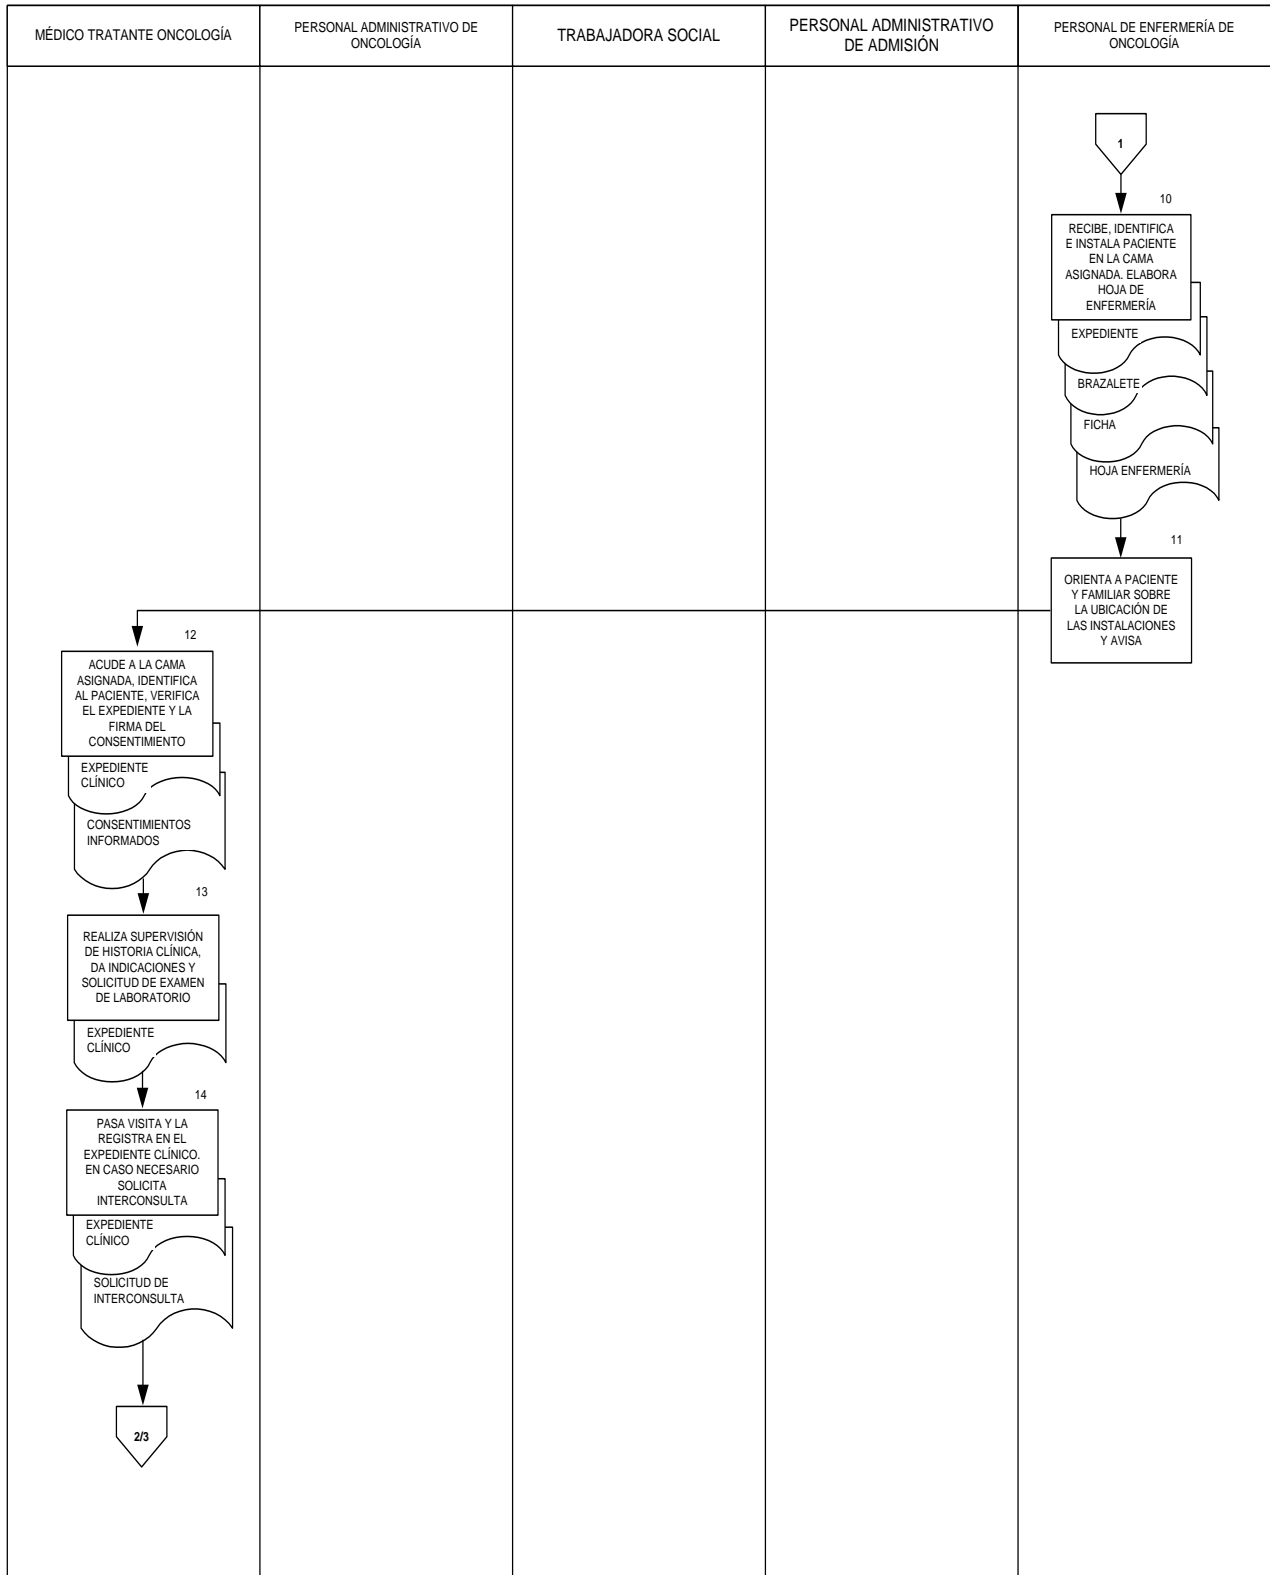 MÉDICO TRATANTE ONCOLOGÍA
PERSONAL ADMINISTRATIVO DE
ONCOLOGÍA
TRABAJADORA SOCIAL
PERSONAL ADMINISTRATIVO
DE ADMISIÓN
PERSONAL DE ENFERMERÍA DE
ONCOLOGÍA
1
10
RECIBE, IDENTIFICA
E INSTALA PACIENTE
EN LA CAMA
ASIGNADA. ELABORA
HOJA DE
ENFERMERÍA
EXPEDIENTE
BRAZALETE
FICHA
HOJA ENFERMERÍA
11
ORIENTA A PACIENTE
Y FAMILIAR SOBRE
LA UBICACIÓN DE
LAS INSTALACIONES
Y AVISA
12
ACUDE A LA CAMA
ASIGNADA, IDENTIFICA
AL PACIENTE, VERIFICA
EL EXPEDIENTE Y LA
FIRMA DEL
CONSENTIMIENTO
EXPEDIENTE
CLÍNICO
CONSENTIMIENTOS
INFORMADOS
13
REALIZA SUPERVISIÓN
DE HISTORIA CLÍNICA,
DA INDICACIONES Y
SOLICITUD DE EXAMEN
DE LABORATORIO
EXPEDIENTE
CLÍNICO
14
PASA VISITA Y LA
REGISTRA EN EL
EXPEDIENTE CLÍNICO.
EN CASO NECESARIO
SOLICITA
INTERCONSULTA
EXPEDIENTE
CLÍNICO
SOLICITUD DE
INTERCONSULTA
2/3